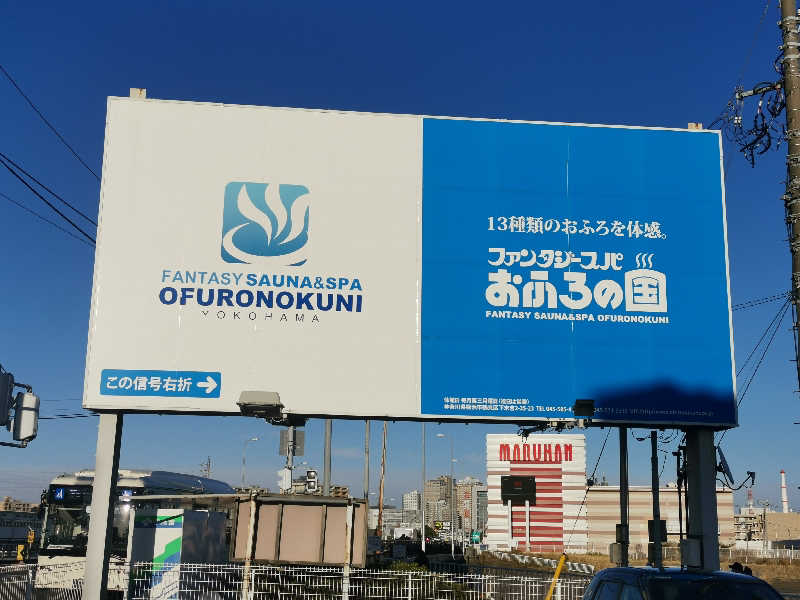 FANTASY SAUNA&SPA
OFURONOKUNI
YOKOHAMA
この信号右折
13種類のおふろを体感。
ファンタジースパ
おふろの国
FANTASY SAUNA&SPA OFURONOKUNI
MARUHAN